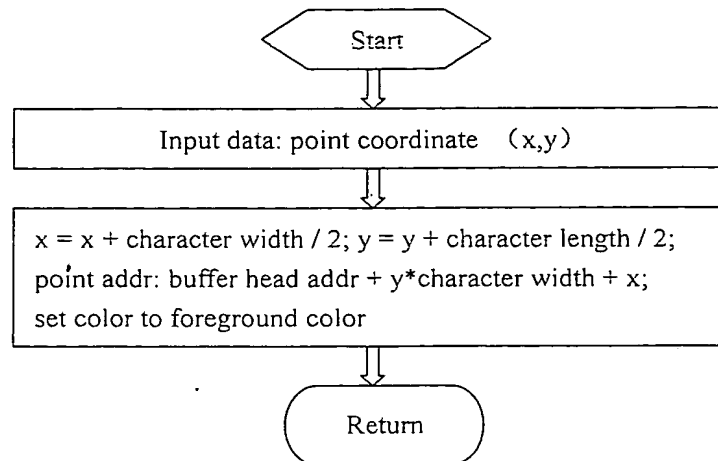 Start
Input data: point coordinate （x,y）
x = x + character width / 2; y = y + character length / 2;
point addr: buffer head addr + y*character width + x;
set color to foreground color
Return